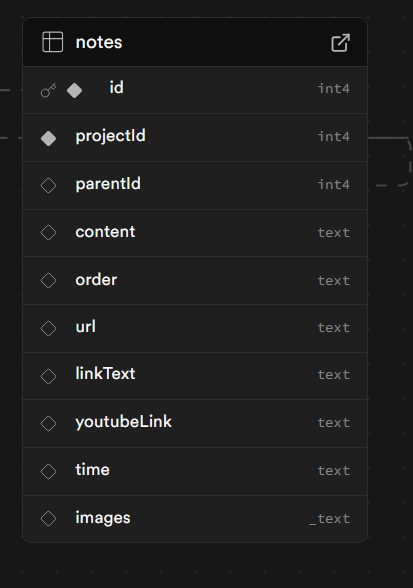 notes
id int4
projectId int4
parentId int4
content text
order text
url text
linkText text
youtubeLink text
time text
images _text